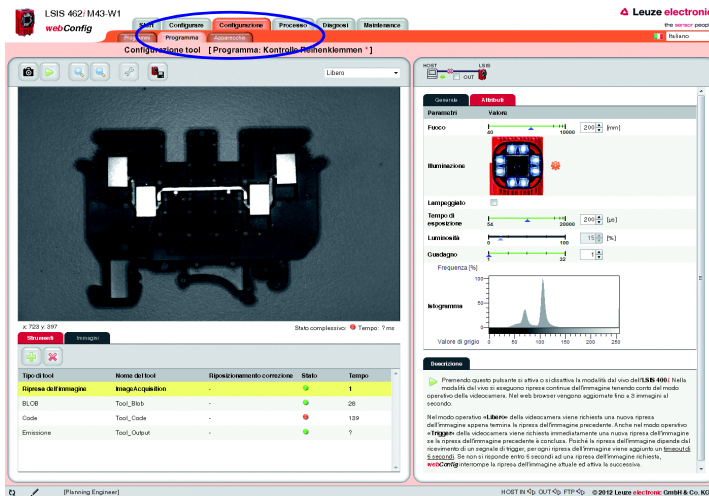 LSIS 462i M43-W1
webConfig
Start Configurare Configurazione Processo Diagnosi Maintenance
Programmi Programma Apparecchio
Leuze electronic
the sensor people
Italiano
Configurazione tool [ Programma: Kontrolle Reihenklemmen * ]
Libero
x: 723 y: 397
Stato complessivo: Tempo: ? ms
Strumenti Immagini
Tipo di tool Nome del tool Riposizionamento correzione Stato Tempo
Ripresa dell'immagine ImageAcquisition - 1
BLOB Tool_Blob - 28
Code Tool_Code - 139
Emissione Tool_Output - ?
HOST LSIS
OUT
Generale Attributi
Parametri Valore
Fuoco 40 10000 200 [mm]
Illuminazione
Lampeggiato
Tempo di esposizione 54 20000 200 [µs]
Luminosità 0 100 15 [%]
Guadagno 1 32 1
Frequenza [%]
Istogramma
100
50
0
Valore di grigio 0 50 100 150 200 250
Descrizione
Premendo questo pulsante si attiva o si disattiva la modalità dal vivo dell'LSIS 400i. Nella
modalità dal vivo si eseguono riprese continue dell'immagine tenendo conto del modo
operativo della videocamera. Nel web browser vengono aggiornate fino a 3 immagini al
secondo.
Nel modo operativo «Libero» della videocamera viene richiesta una nuova ripresa
dell'immagine appena termina la ripresa dell'immagine precedente. Anche nel modo operativo
«Trigger» della videocamera viene richiesta immediatamente una nuova ripresa dell'immagine
se la ripresa dell'immagine precedente è conclusa. Poiché la ripresa dell'immagine dipende dal
ricevimento di un segnale di trigger, per ogni ripresa dell'immagine viene aggiunto un timeout di
5 secondi. Se non si risponde entro 5 secondi ad una ripresa dell'immagine richiesta,
webConfig interrompe la ripresa dell'immagine attuale ed attiva la successiva.
[Planning Engineer]
HOST IN OUT FTP © 2012 Leuze electronic GmbH & Co. KG